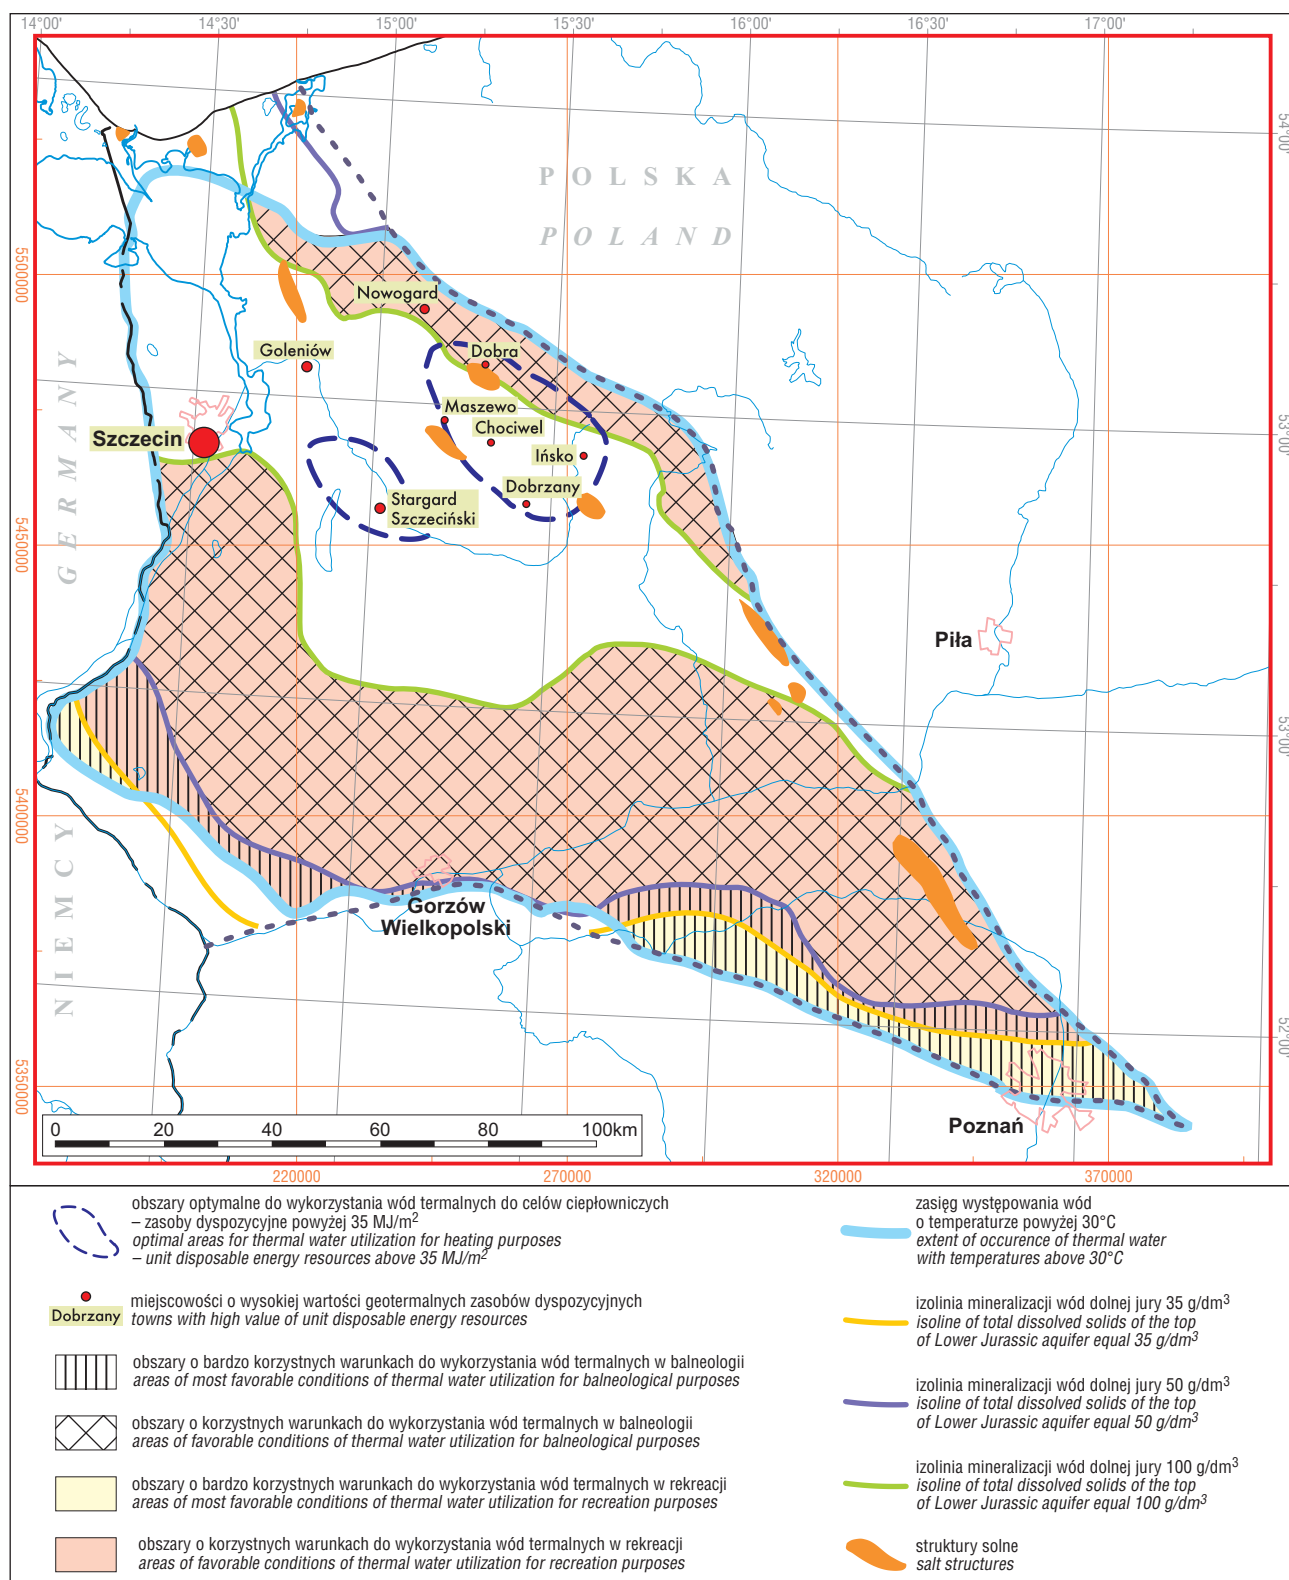 14°00'
14°30'
15°00'
15°30'
16°00'
16°30'
17°00'
54°00'
53°00'
53°00'
52°00'
5500000
5450000
5400000
5350000
POLSKA
POLAND
GERMANY
NIEMCY
Nowogard
Goleniów
Dobra
Maszewo
Chociwel
Szczecin
Ińsko
Dobrzany
Stargard
Szczeciński
Piła
Gorzów
Wielkopolski
Poznań
0 20 40 60 80 100km
220000
270000
320000
370000
obszary optymalne do wykorzystania wód termalnych do celów ciepłowniczych
– zasoby dyspozycyjne powyżej 35 MJ/m²
optimal areas for thermal water utilization for heating purposes
– unit disposable energy resources above 35 MJ/m²
Dobrzany
miejscowości o wysokiej wartości geotermalnych zasobów dyspozycyjnych
towns with high value of unit disposable energy resources
obszary o bardzo korzystnych warunkach do wykorzystania wód termalnych w balneologii
areas of most favorable conditions of thermal water utilization for balneological purposes
obszary o korzystnych warunkach do wykorzystania wód termalnych w balneologii
areas of favorable conditions of thermal water utilization for balneological purposes
obszary o bardzo korzystnych warunkach do wykorzystania wód termalnych w rekreacji
areas of most favorable conditions of thermal water utilization for recreation purposes
obszary o korzystnych warunkach do wykorzystania wód termalnych w rekreacji
areas of favorable conditions of thermal water utilization for recreation purposes
zasięg występowania wód
o temperaturze powyżej 30°C
extent of occurence of thermal water
with temperatures above 30°C
izolinia mineralizacji wód dolnej jury 35 g/dm³
isoline of total dissolved solids of the top
of Lower Jurassic aquifer equal 35 g/dm³
izolinia mineralizacji wód dolnej jury 50 g/dm³
isoline of total dissolved solids of the top
of Lower Jurassic aquifer equal 50 g/dm³
izolinia mineralizacji wód dolnej jury 100 g/dm³
isoline of total dissolved solids of the top
of Lower Jurassic aquifer equal 100 g/dm³
struktury solne
salt structures